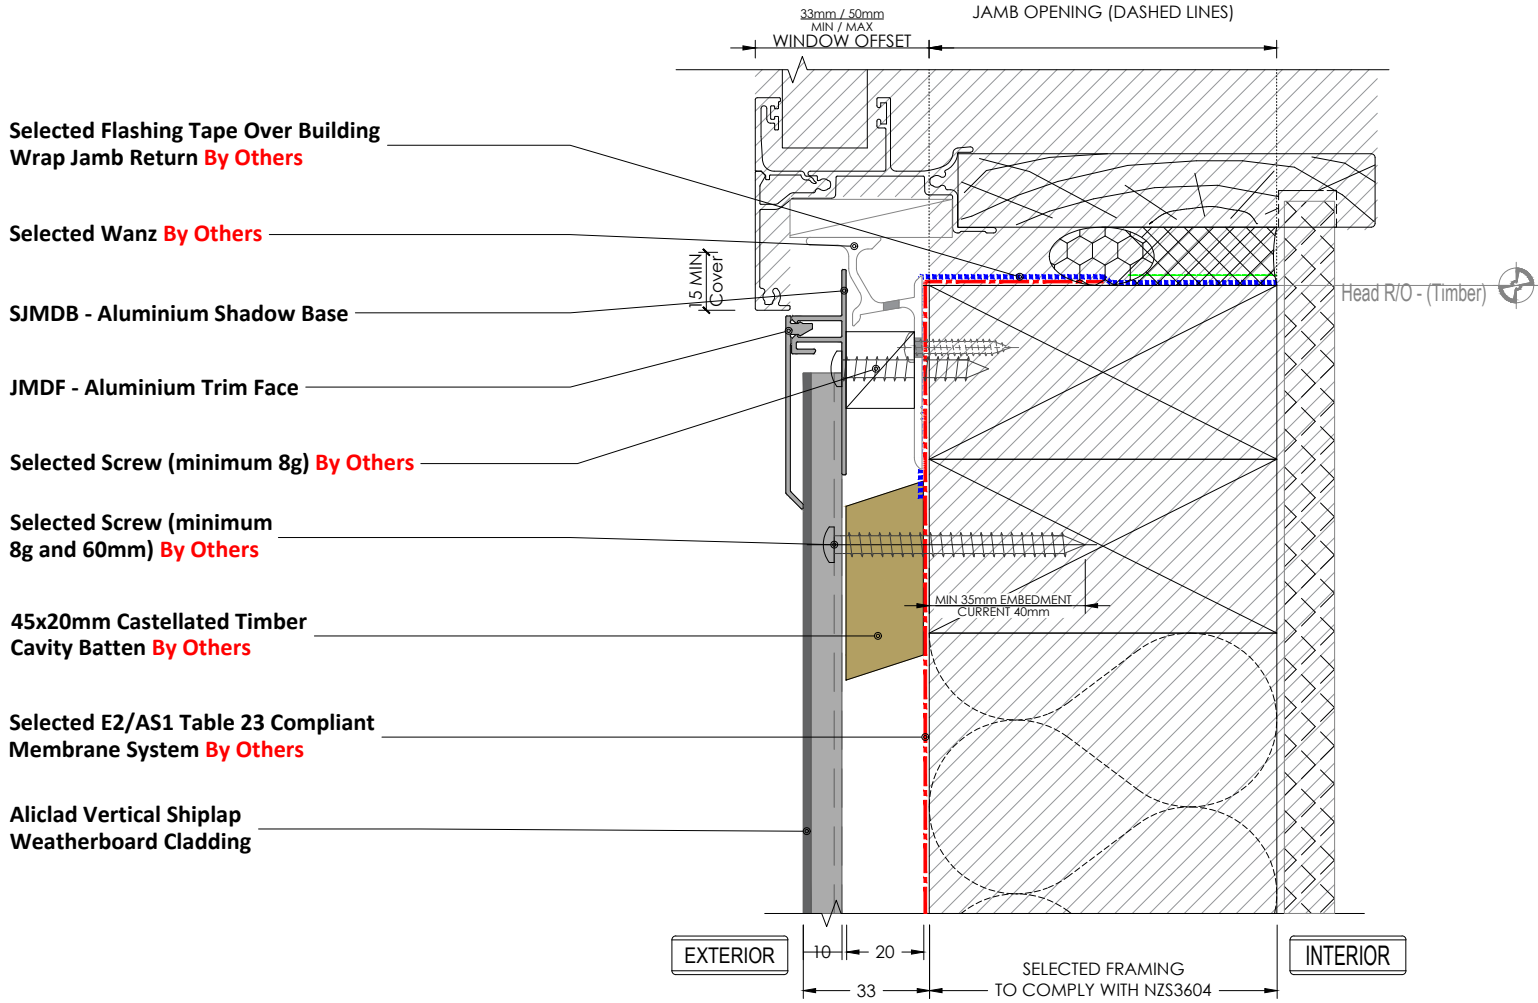 33mm / 50mm
MIN / MAX
WINDOW OFFSET
JAMB OPENING (DASHED LINES)
Selected Flashing Tape Over Building
Wrap Jamb Return By Others
Selected Wanz By Others
15 MIN
Cover
SJMDB - Aluminium Shadow Base
Head R/O - (Timber)
JMDF - Aluminium Trim Face
Selected Screw (minimum 8g) By Others
Selected Screw (minimum
8g and 60mm) By Others
MIN 35mm EMBEDMENT
CURRENT 40mm
45x20mm Castellated Timber
Cavity Batten By Others
Selected E2/AS1 Table 23 Compliant
Membrane System By Others
Aliclad Vertical Shiplap
Weatherboard Cladding
EXTERIOR
10
20
33
SELECTED FRAMING
TO COMPLY WITH NZS3604
INTERIOR